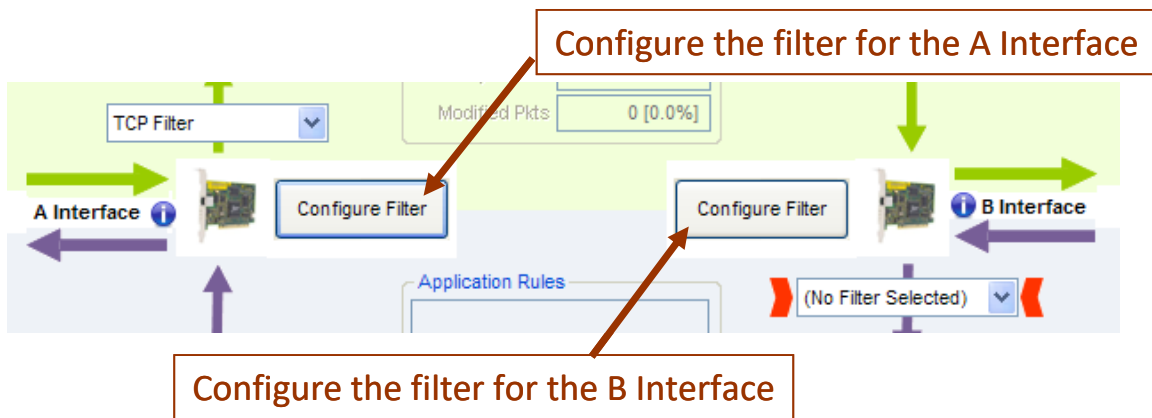 Configure the filter for the A Interface
TCP Filter
Modified Pkts
0 [0.0%]
A Interface
Configure Filter
Configure Filter
B Interface
Application Rules
(No Filter Selected)
Configure the filter for the B Interface